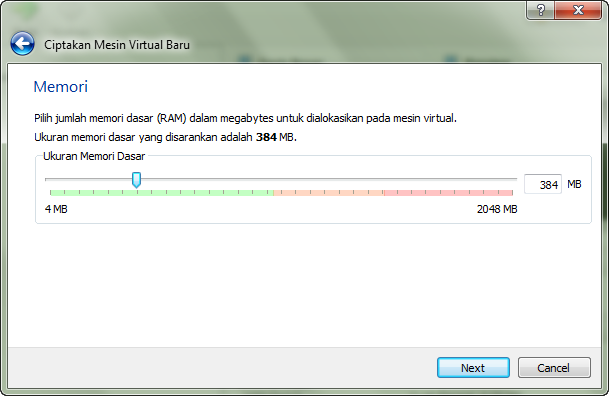 ?
Ciptakan Mesin Virtual Baru
Memori
Pilih jumlah memori dasar (RAM) dalam megabytes untuk dialokasikan pada mesin virtual.
Ukuran memori dasar yang disarankan adalah 384 MB.
Ukuran Memori Dasar
384 MB
4 MB 2048 MB
Next Cancel